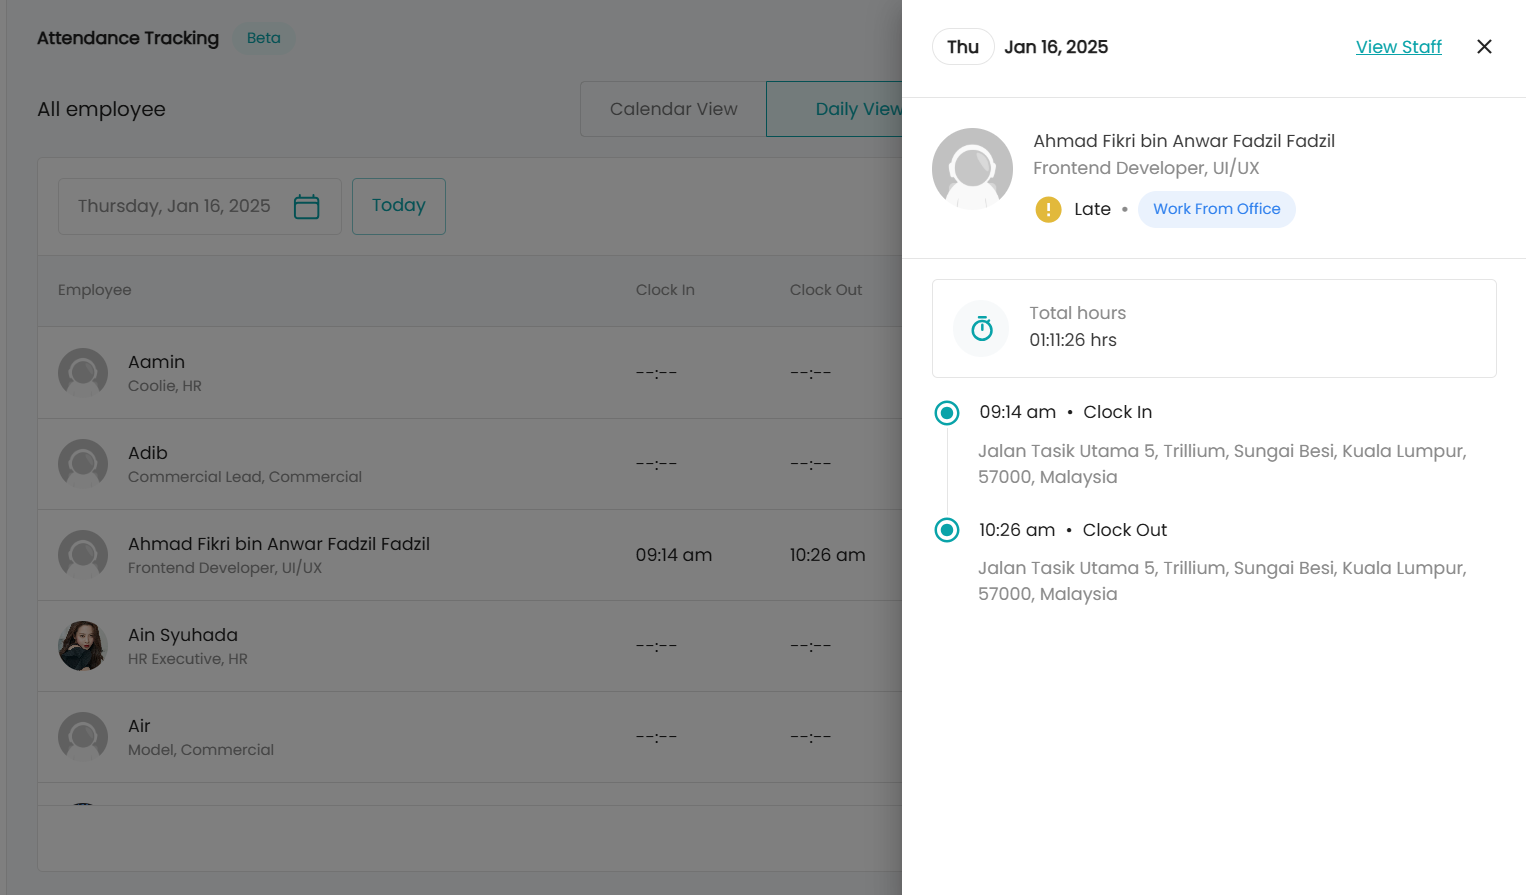 Attendance Tracking Beta
All employee
Calendar View Daily View
Thursday, Jan 16, 2025 Today
Employee Clock In Clock Out
Aamin
Coolie, HR
--:-- --:--
Adib
Commercial Lead, Commercial
--:-- --:--
Ahmad Fikri bin Anwar Fadzil Fadzil
Frontend Developer, UI/UX
09:14 am 10:26 am
Ain Syuhada
HR Executive, HR
--:-- --:--
Air
Model, Commercial
--:-- --:--
Thu Jan 16, 2025 View Staff
Ahmad Fikri bin Anwar Fadzil Fadzil
Frontend Developer, UI/UX
Late • Work From Office
Total hours
01:11:26 hrs
09:14 am • Clock In
Jalan Tasik Utama 5, Trillium, Sungai Besi, Kuala Lumpur,
57000, Malaysia
10:26 am • Clock Out
Jalan Tasik Utama 5, Trillium, Sungai Besi, Kuala Lumpur,
57000, Malaysia